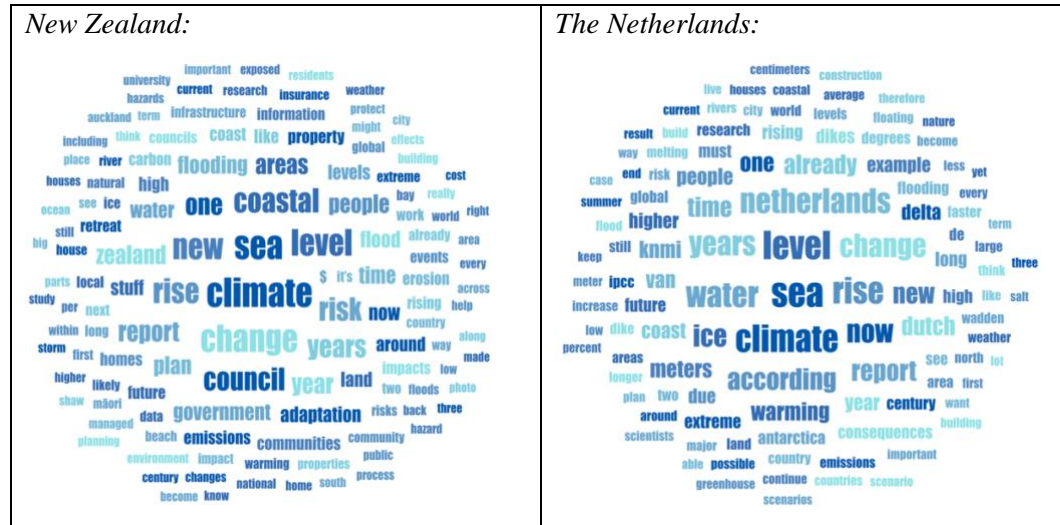 New Zealand:
important exposed residents
university current research insurance weather
hazards
auckland term infrastructure information protect city
including think councils coast like property might global effects
place river carbon flooding areas levels extreme building cost
houses natural high
ocean see ice water one coastal people bay really
work world right
still retreat
big house zealand new sea level flood already area
events every
parts local stuff rise climate $ it's time erosion across
study per next risk now rising help
country
within long report change years around way along
storm first homes plan made
higher likely future council year land impacts low
two floods photo
shaw māori
managed data government adaptation risks back three
planning beach emissions communities community hazard
environment impact warming properties public
century changes national home south process
become know
The Netherlands:
centimeters construction
live houses coastal average therefore
current rivers city world levels floating nature
result build research rising dikes degrees become
way melting must one already example less yet
case end risk people
summer global time netherlands flooding every
flood higher delta faster term
keep still knmi years level change de large
long think three
meter ipcc van water sea rise new high like salt
increase future
low dike coast ice climate now dutch wadden
percent weather
areas meters according report see north lot
longer area first
plan two due
around extreme warming year century want
scientists building
major land antarctica consequences
able possible country emissions important
greenhouse continue countries scenario
scenarios